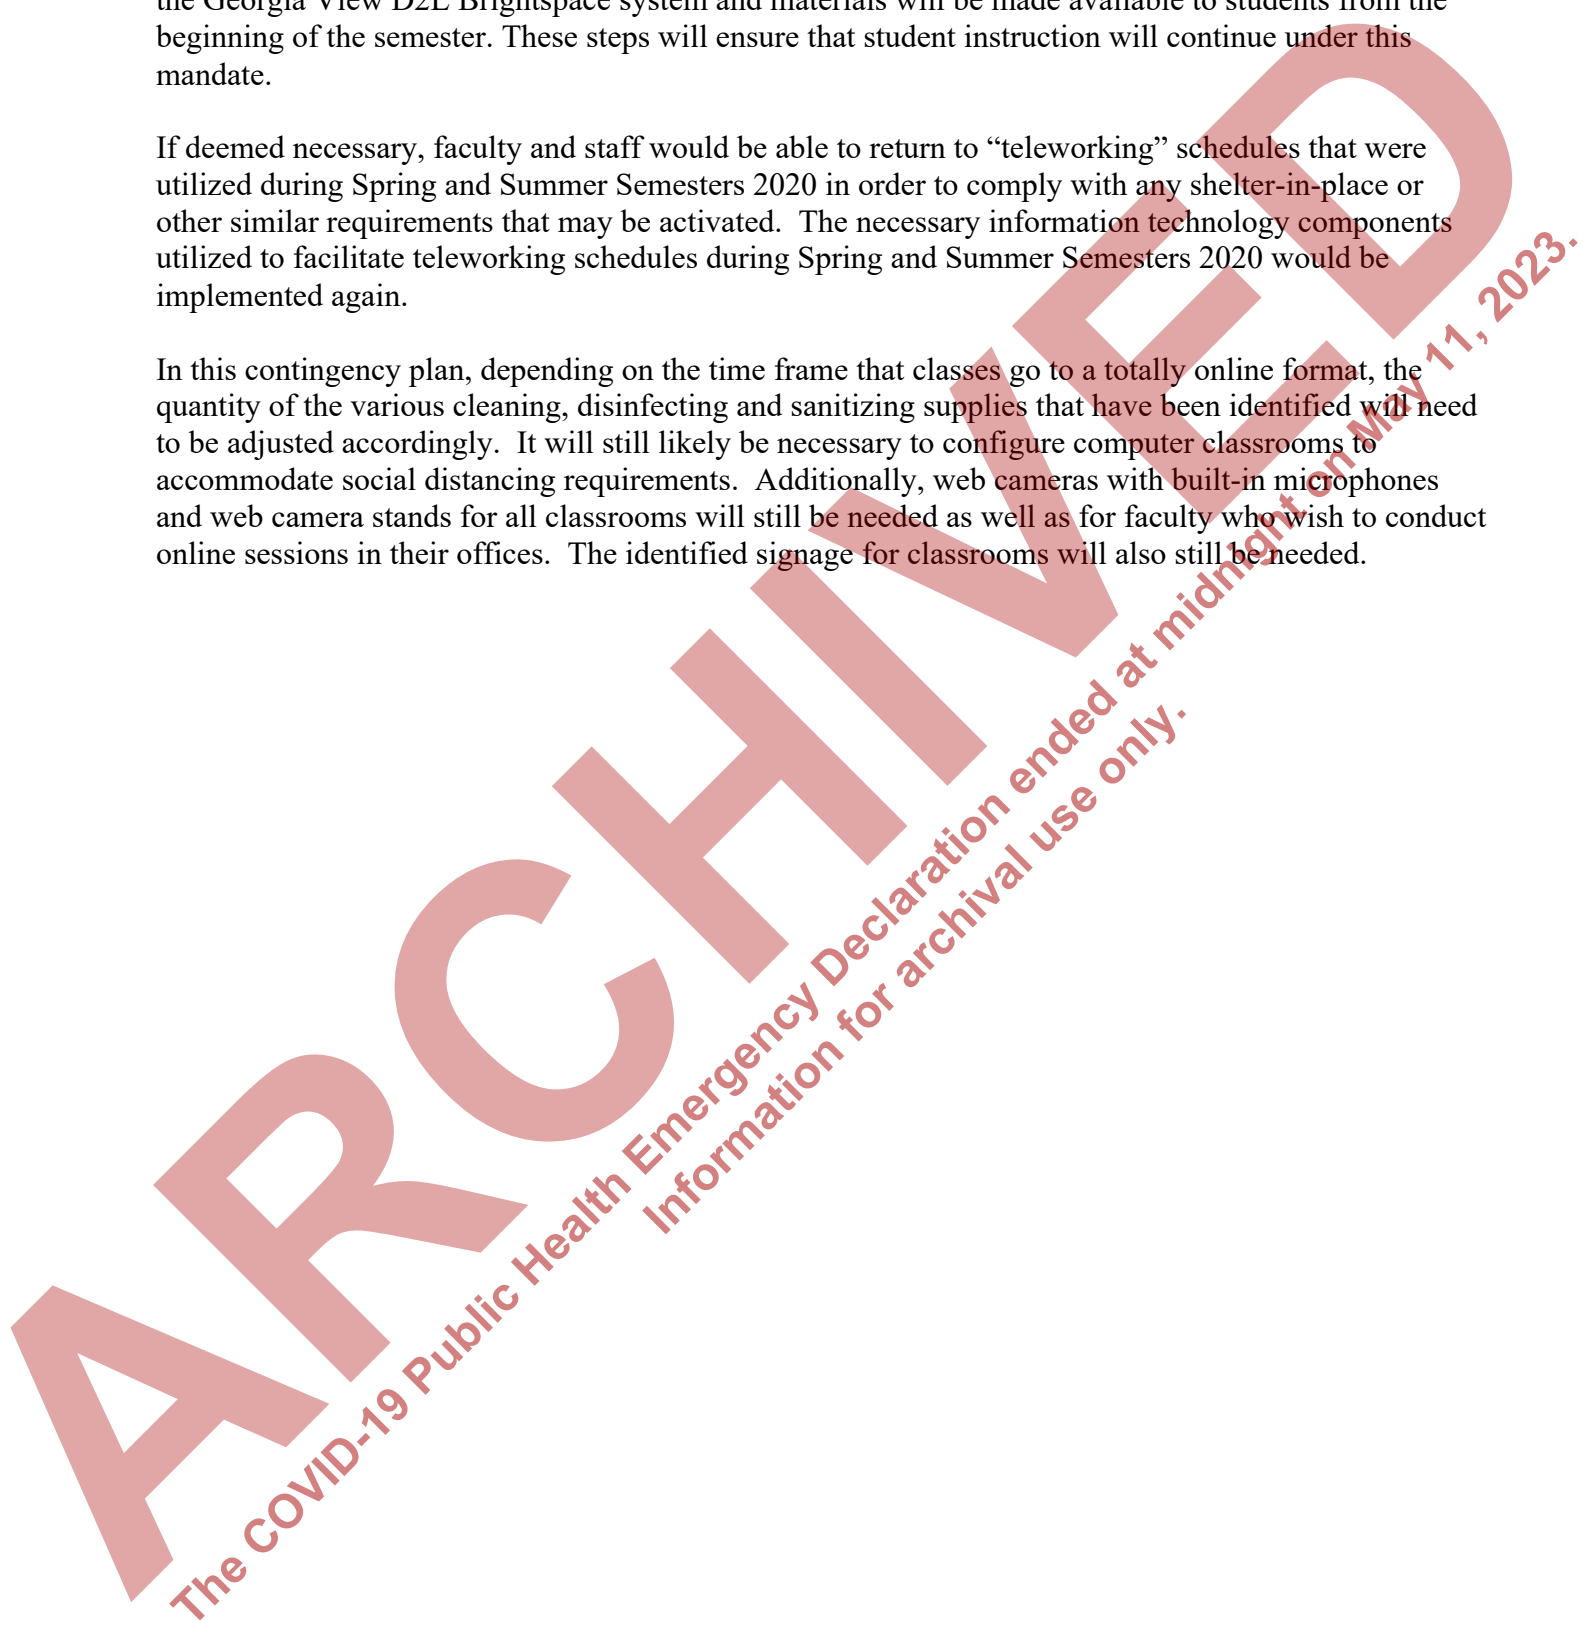 the Georgia View D2L Brightspace system and materials will be made available to students from the
beginning of the semester. These steps will ensure that student instruction will continue under this
mandate.
If deemed necessary, faculty and staff would be able to return to “teleworking” schedules that were
utilized during Spring and Summer Semesters 2020 in order to comply with any shelter-in-place or
other similar requirements that may be activated.  The necessary information technology components
utilized to facilitate teleworking schedules during Spring and Summer Semesters 2020 would be
implemented again.
In this contingency plan, depending on the time frame that classes go to a totally online format, the
quantity of the various cleaning, disinfecting and sanitizing supplies that have been identified will need
to be adjusted accordingly.  It will still likely be necessary to configure computer classrooms to
accommodate social distancing requirements.  Additionally, web cameras with built-in microphones
and web camera stands for all classrooms will still be needed as well as for faculty who wish to conduct
online sessions in their offices.  The identified signage for classrooms will also still be needed.
ARCHIVED
The COVID-19 Public Health Emergency Declaration ended at midnight on May 11, 2023.
Information for archival use only.